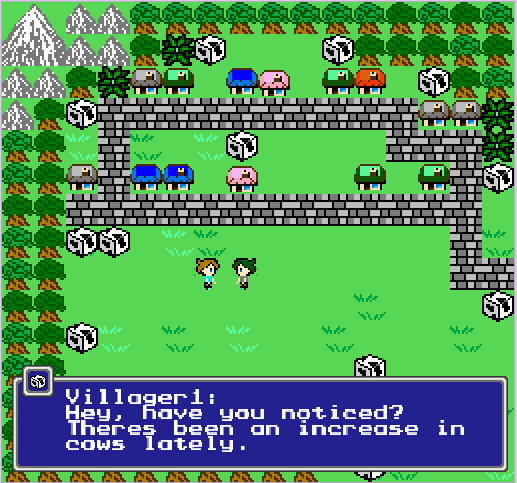 Villager1:
Hey, have you noticed?
Theres been an increase in
cows lately.